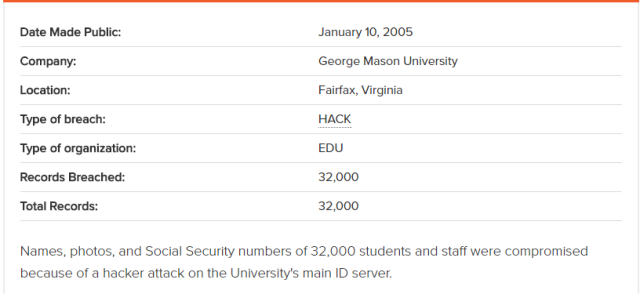 Date Made Public: January 10, 2005
Company: George Mason University
Location: Fairfax, Virginia
Type of breach: HACK
Type of organization: EDU
Records Breached: 32,000
Total Records: 32,000
Names, photos, and Social Security numbers of 32,000 students and staff were compromised
because of a hacker attack on the University's main ID server.